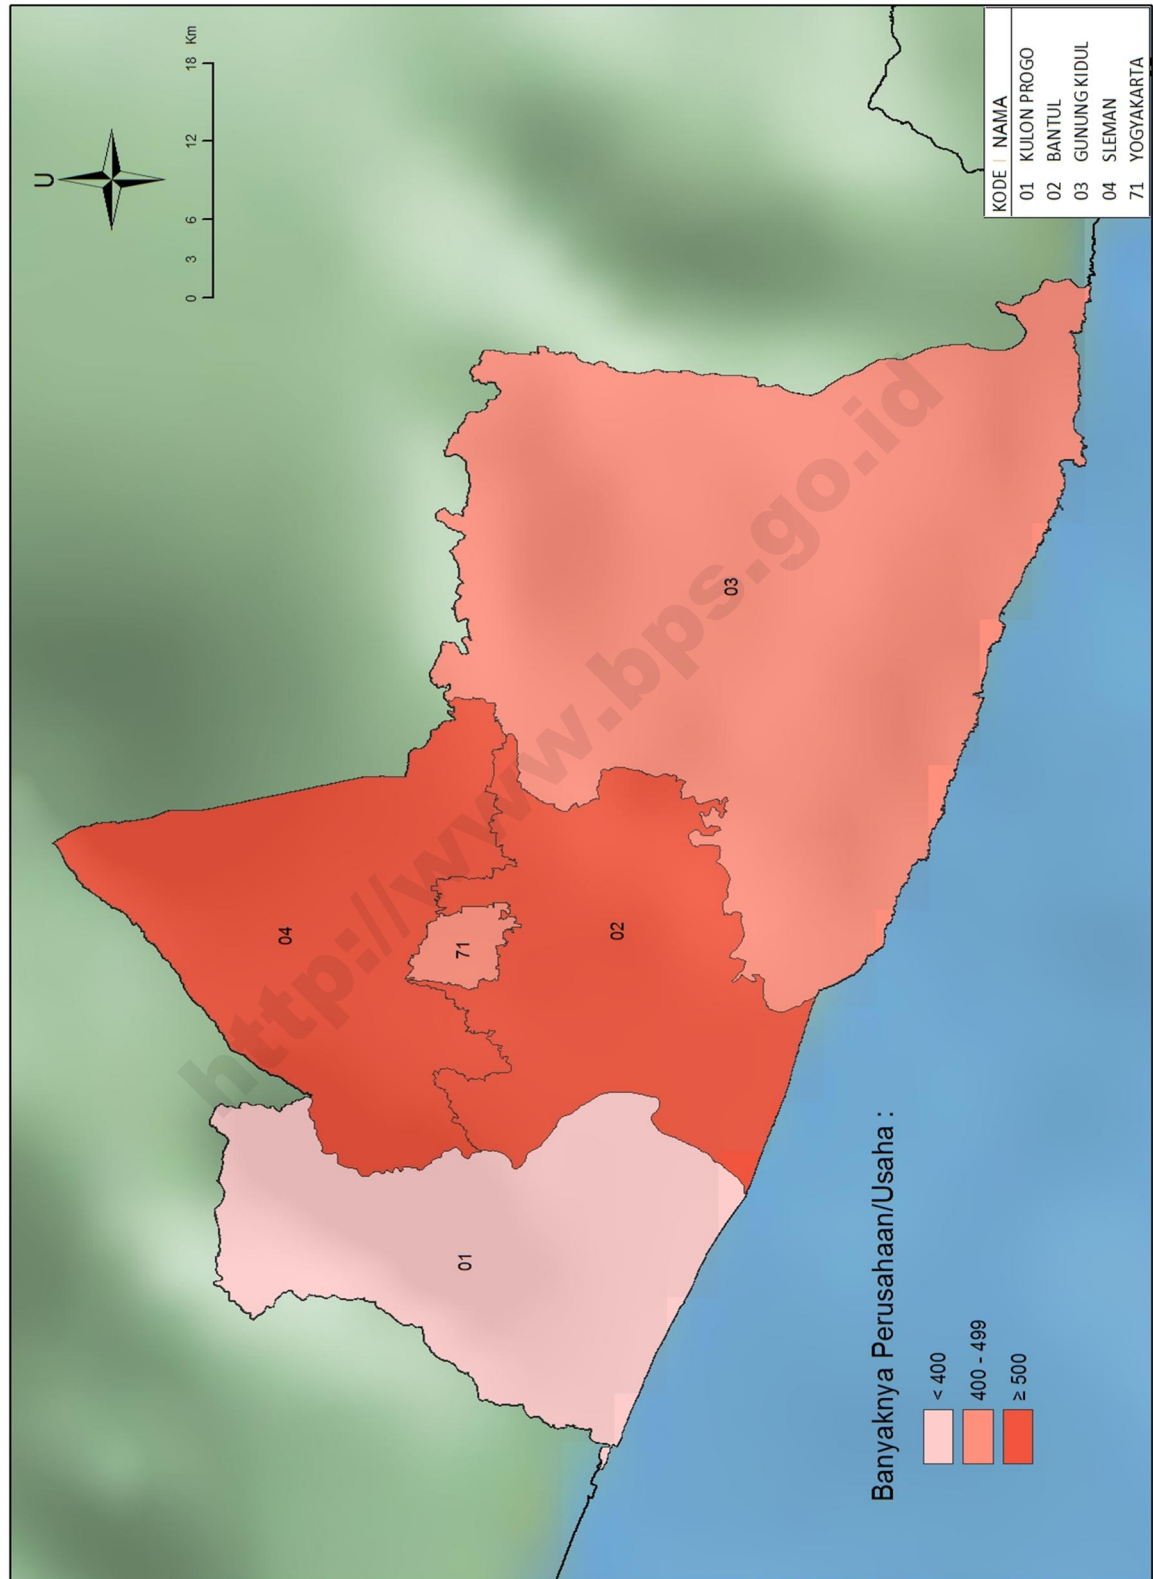 U
0 3 6 12 18 Km
04
71
02
01
03
http://www.bps.go.id
Banyaknya Perusahaan/Usaha :
< 400
400 - 499
≥ 500
KODE | NAMA
01 KULON PROGO
02 BANTUL
03 GUNUNG KIDUL
04 SLEMAN
71 YOGYAKARTA